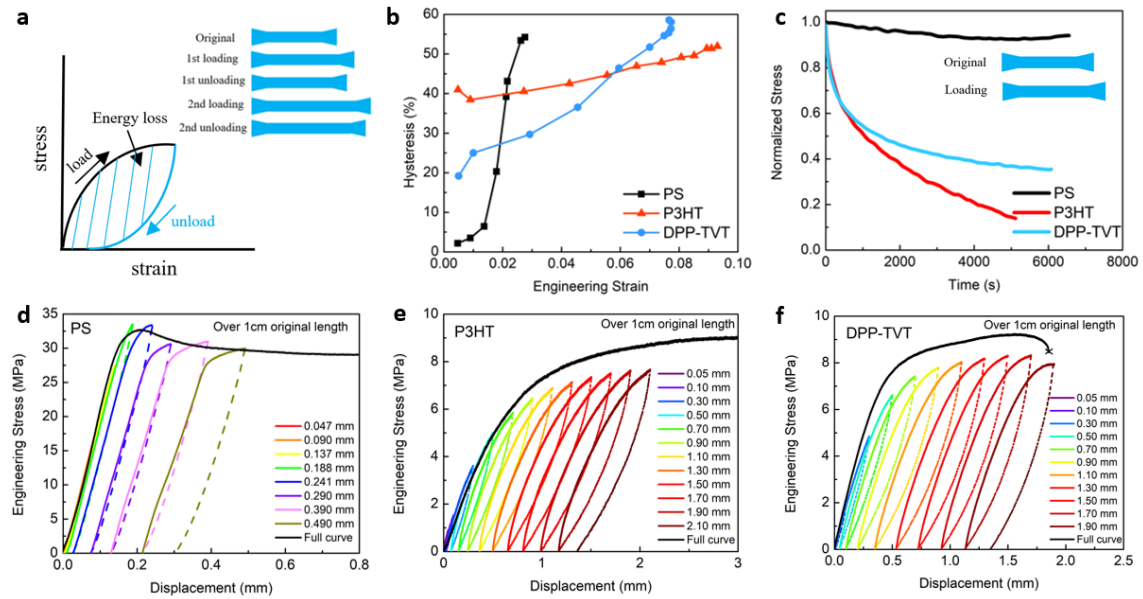 a
Original
1st loading
1st unloading
2nd loading
2nd unloading
Energy loss
load
unload
stress
strain
b
Hysteresis (%)
60
50
40
30
20
10
0
PS
P3HT
DPP-TVT
0.00 0.02 0.04 0.06 0.08 0.10
Engineering Strain
c
Normalized Stress
1.0
0.8
0.6
0.4
0.2
0.0
Original
Loading
PS
P3HT
DPP-TVT
0 2000 4000 6000 8000
Time (s)
d
Engineering Stress (MPa)
35
30
25
20
15
10
5
0
PS
Over 1cm original length
0.047 mm
0.090 mm
0.137 mm
0.188 mm
0.241 mm
0.290 mm
0.390 mm
0.490 mm
Full curve
0.0 0.2 0.4 0.6 0.8
Displacement (mm)
e
Engineering Stress (MPa)
10
8
6
4
2
0
P3HT
Over 1cm original length
0.05 mm
0.10 mm
0.30 mm
0.50 mm
0.70 mm
0.90 mm
1.10 mm
1.30 mm
1.50 mm
1.70 mm
1.90 mm
2.10 mm
Full curve
0 1 2 3
Displacement (mm)
f
Engineering Stress (MPa)
10
8
6
4
2
0
DPP-TVT
Over 1cm original length
0.05 mm
0.10 mm
0.30 mm
0.50 mm
0.70 mm
0.90 mm
1.10 mm
1.30 mm
1.50 mm
1.70 mm
1.90 mm
Full curve
0.0 0.5 1.0 1.5 2.0 2.5
Displacement (mm)